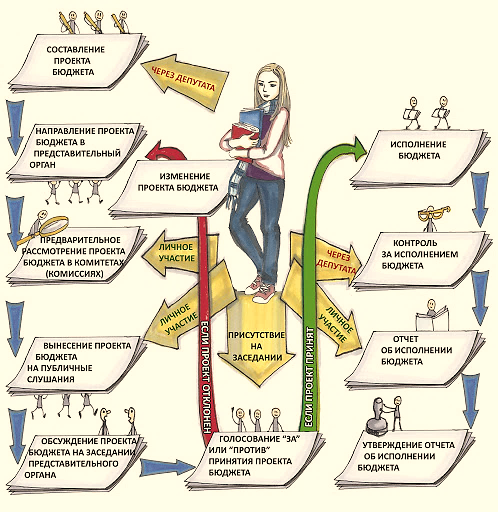 СОСТАВЛЕНИЕ
ПРОЕКТА
БЮДЖЕТА
ЧЕРЕЗ ДЕПУТАТА
НАПРАВЛЕНИЕ ПРОЕКТА
БЮДЖЕТА В
ПРЕДСТАВИТЕЛЬНЫЙ
ОРГАН
ИЗМЕНЕНИЕ
ПРОЕКТА БЮДЖЕТА
ИСПОЛНЕНИЕ
БЮДЖЕТА
ПРЕДВАРИТЕЛЬНОЕ
РАССМОТРЕНИЕ ПРОЕКТА
БЮДЖЕТА В КОМИТЕТАХ
(КОМИССИЯХ)
ЛИЧНОЕ
УЧАСТИЕ
ЧЕРЕЗ
ДЕПУТАТА
КОНТРОЛЬ
ЗА ИСПОЛНЕНИЕМ
БЮДЖЕТА
ВЫНЕСЕНИЕ ПРОЕКТА
БЮДЖЕТА
НА ПУБЛИЧНЫЕ
СЛУШАНИЯ
ЛИЧНОЕ
УЧАСТИЕ
ЕСЛИ ПРОЕКТ ОТКЛОНЕН
ПРИСУТСТВИЕ
НА
ЗАСЕДАНИИ
ЕСЛИ ПРОЕКТ ПРИНЯТ
ЛИЧНОЕ
УЧАСТИЕ
ОТЧЕТ
ОБ ИСПОЛНЕНИИ
БЮДЖЕТА
ОБСУЖДЕНИЕ ПРОЕКТА
БЮДЖЕТА НА ЗАСЕДАНИИ
ПРЕДСТАВИТЕЛЬНОГО
ОРГАНА
ГОЛОСОВАНИЕ "ЗА"
ИЛИ "ПРОТИВ"
ПРИНЯТИЯ ПРОЕКТА
БЮДЖЕТА
УТВЕРЖДЕНИЕ ОТЧЕТА
ОБ ИСПОЛНЕНИИ
БЮДЖЕТА